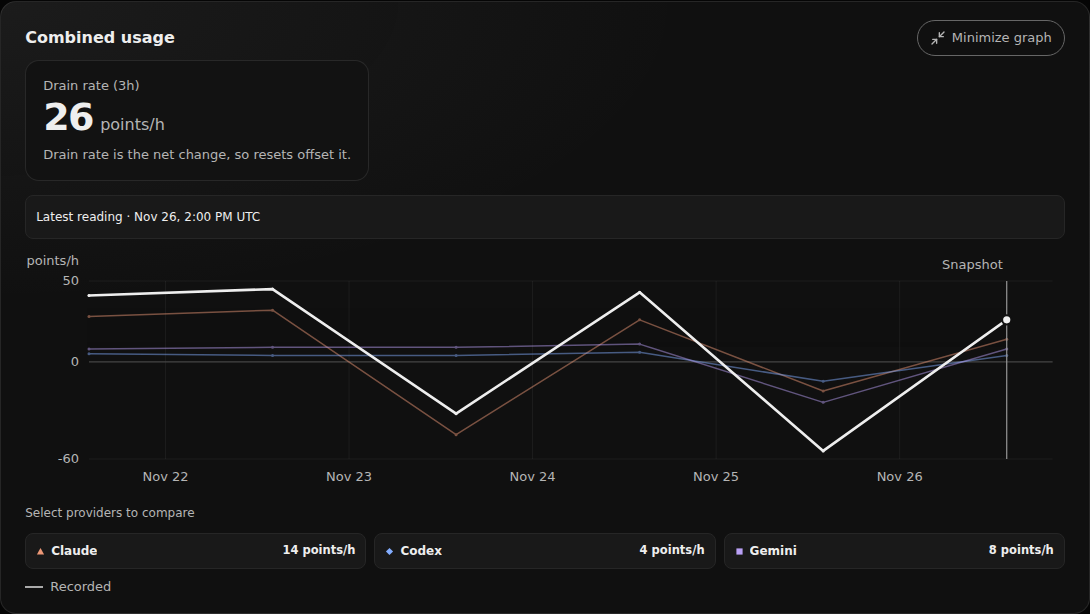 Combined usage
Minimize graph
Drain rate (3h)
26 points/h
Drain rate is the net change, so resets offset it.
Latest reading · Nov 26, 2:00 PM UTC
points/h
Snapshot
50
0
-60
Nov 22
Nov 23
Nov 24
Nov 25
Nov 26
Select providers to compare
Claude 14 points/h
Codex 4 points/h
Gemini 8 points/h
Recorded